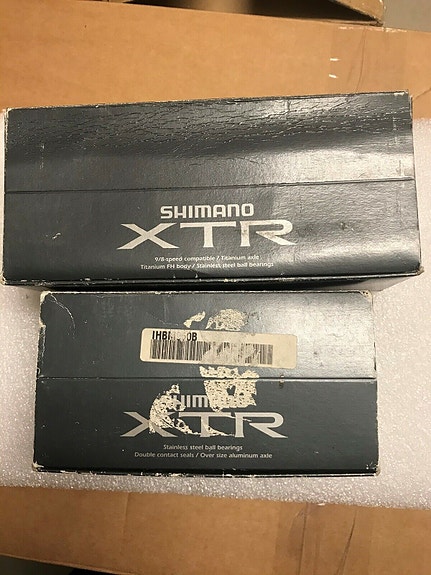 SHIMANO
XTR
9/8-speed compatible / Titanium axle
Titanium FH body / Stainless steel ball bearings
XTR
Stainless steel ball bearings
Double contact seals / Over size aluminum axle